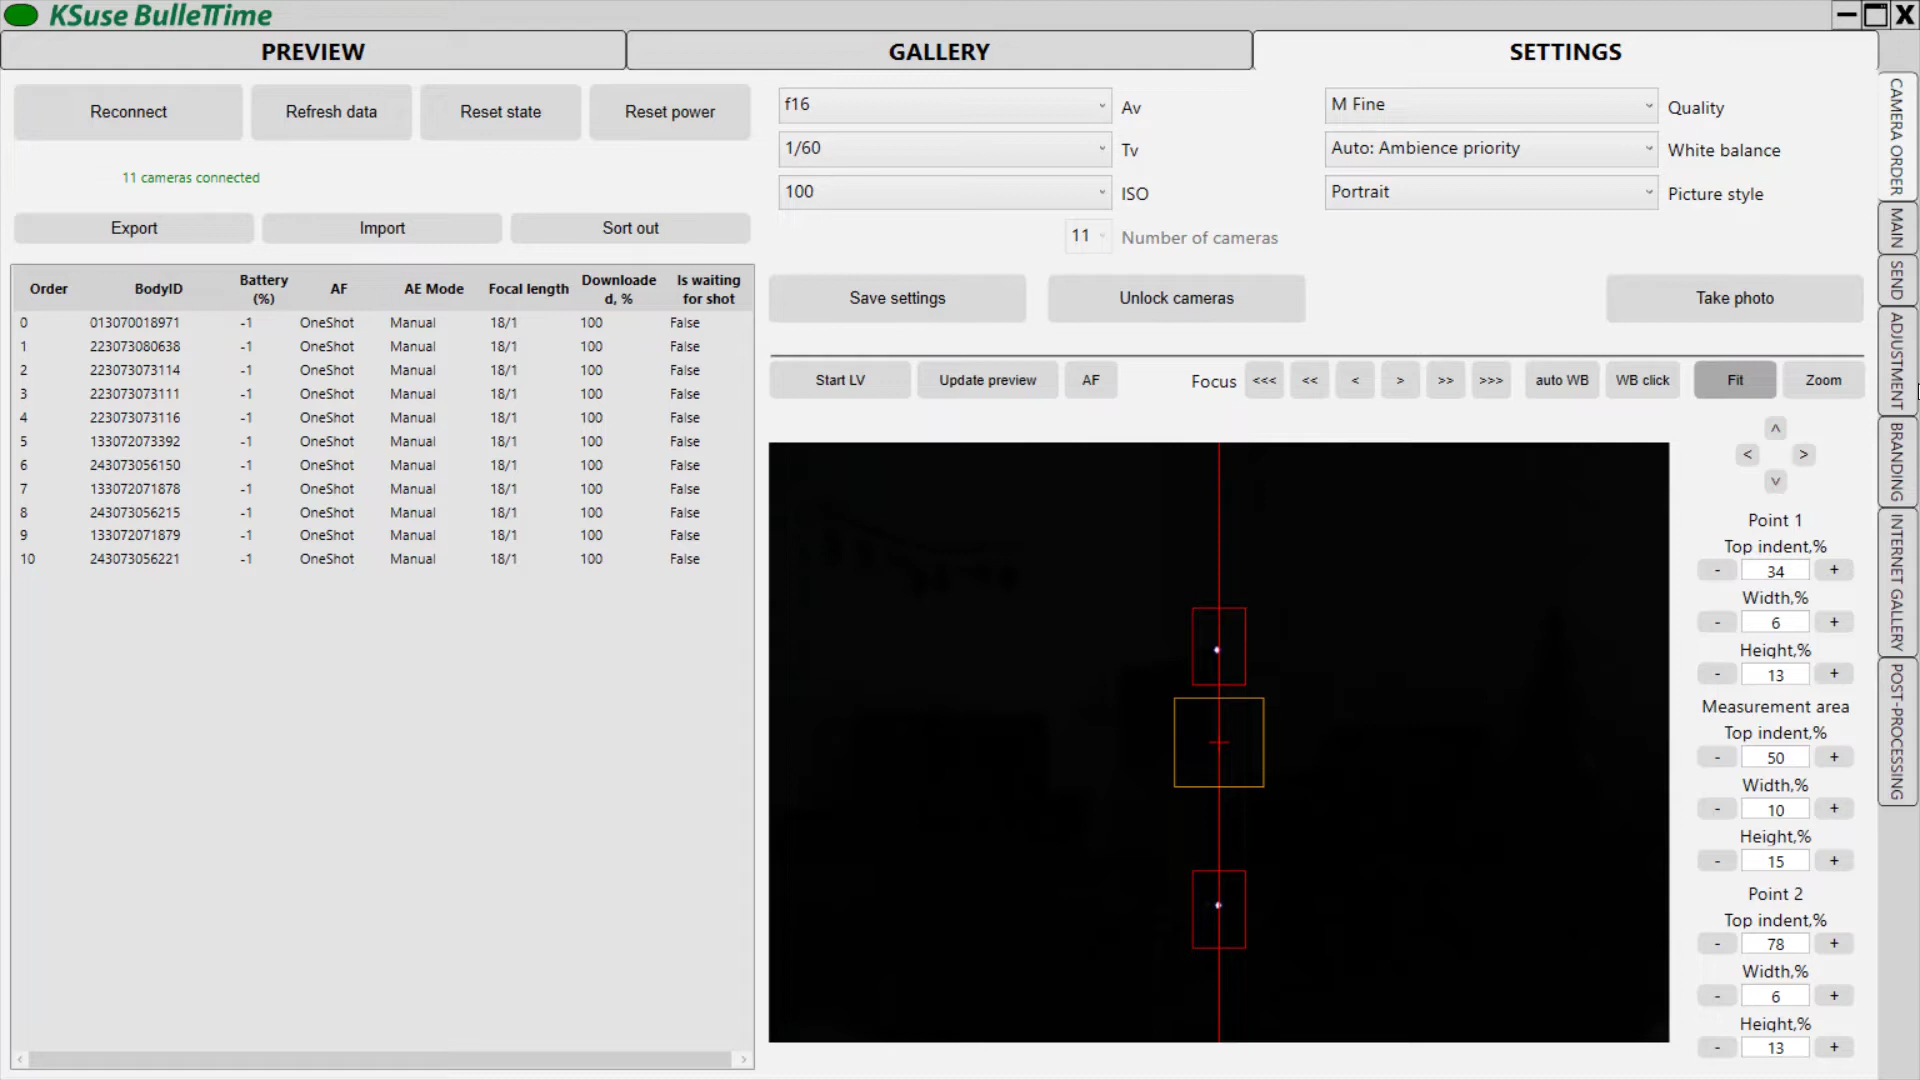 KSuse BulleTTime
PREVIEW
GALLERY
SETTINGS
Reconnect
Refresh data
Reset state
Reset power
11 cameras connected
Export
Import
Sort out
Order BodyID Battery (%) AF AE Mode Focal length Downloade d, % Is waiting for shot
0 013070018971 -1 OneShot Manual 18/1 100 False
1 223073080638 -1 OneShot Manual 18/1 100 False
2 223073073114 -1 OneShot Manual 18/1 100 False
3 223073073111 -1 OneShot Manual 18/1 100 False
4 223073073116 -1 OneShot Manual 18/1 100 False
5 133072073392 -1 OneShot Manual 18/1 100 False
6 243073056150 -1 OneShot Manual 18/1 100 False
7 133072071878 -1 OneShot Manual 18/1 100 False
8 243073056215 -1 OneShot Manual 18/1 100 False
9 133072071879 -1 OneShot Manual 18/1 100 False
10 243073056221 -1 OneShot Manual 18/1 100 False
f16 Av
1/60 Tv
100 ISO
11 Number of cameras
M Fine Quality
Auto: Ambience priority White balance
Portrait Picture style
Save settings
Unlock cameras
Take photo
Start LV
Update preview
AF
Focus <<< << < > >> >>>
auto WB
WB click
Fit
Zoom
^
< >
v
Point 1
Top indent,%
- 34 +
Width,%
- 6 +
Height,%
- 13 +
Measurement area
Top indent,%
- 50 +
Width,%
- 10 +
Height,%
- 15 +
Point 2
Top indent,%
- 78 +
Width,%
- 6 +
Height,%
- 13 +
CAMERA ORDER
MAIN
SEND
ADJUSTMENT
BRANDING
INTERNET GALLERY
POST-PROCESSING